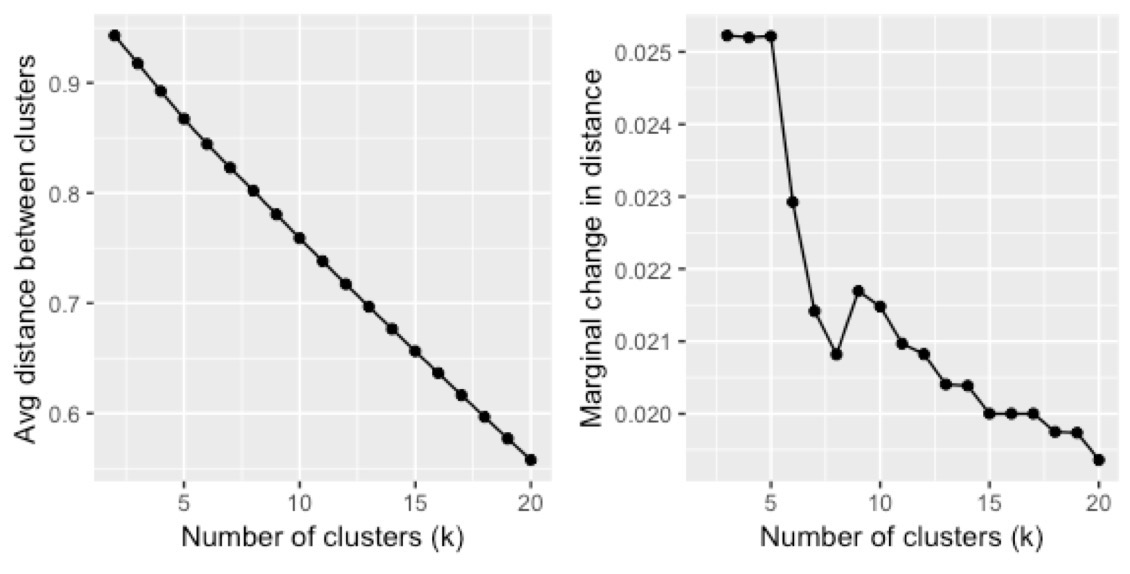 Avg distance between clusters
0.9
0.8
0.7
0.6
5 10 15 20
Number of clusters (k)
Marginal change in distance
0.025
0.024
0.023
0.022
0.021
0.020
5 10 15 20
Number of clusters (k)